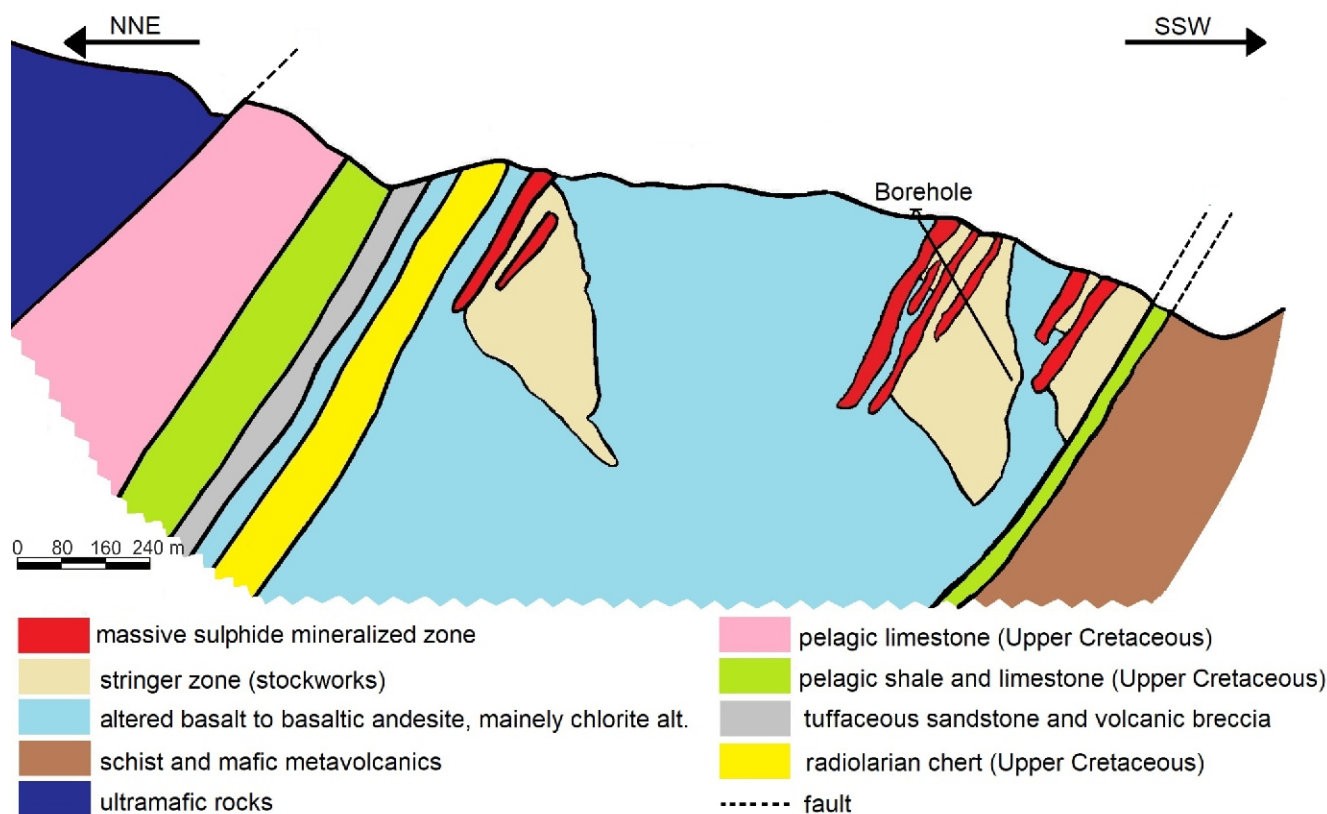 NNE
SSW
Borehole
0 80 160 240 m
massive sulphide mineralized zone
stringer zone (stockworks)
altered basalt to basaltic andesite, mainely chlorite alt.
schist and mafic metavolcanics
ultramafic rocks
pelagic limestone (Upper Cretaceous)
pelagic shale and limestone (Upper Cretaceous)
tuffaceous sandstone and volcanic breccia
radiolarian chert (Upper Cretaceous)
fault